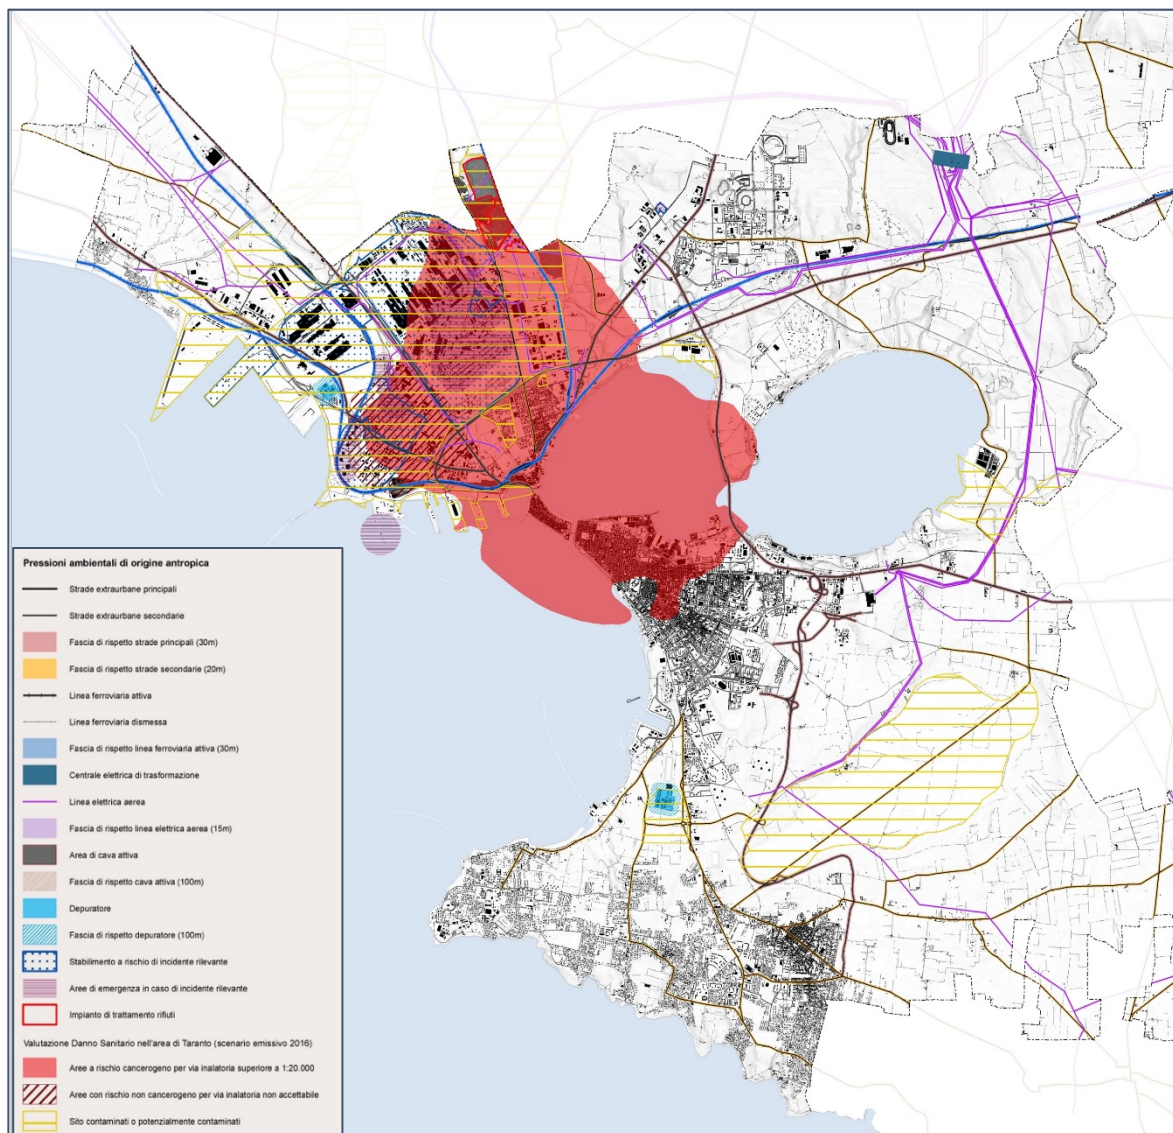 Pressioni ambientali di origine antropica
Strade extraurbane principali
Strade extraurbane secondarie
Fascia di rispetto strade principali (30m)
Fascia di rispetto strade secondarie (20m)
Linea ferroviaria attiva
Linea ferroviaria dismessa
Fascia di rispetto linea ferroviaria attiva (30m)
Centrale elettrica di trasformazione
Linea elettrica aerea
Fascia di rispetto linea elettrica aerea (15m)
Area di cava attiva
Fascia di rispetto cava attiva (100m)
Depuratore
Fascia di rispetto depuratore (100m)
Stabilimento a rischio di incidente rilevante
Aree di emergenza in caso di incidente rilevante
Impianto di trattamento rifiuti
Valutazione Danno Sanitario nell'area di Taranto (scenario emissivo 2016)
Aree a rischio cancerogeno per via inalatoria superiore a 1:20.000
Aree con rischio non cancerogeno per via inalatoria non accettabile
Sito contaminati o potenzialmente contaminati